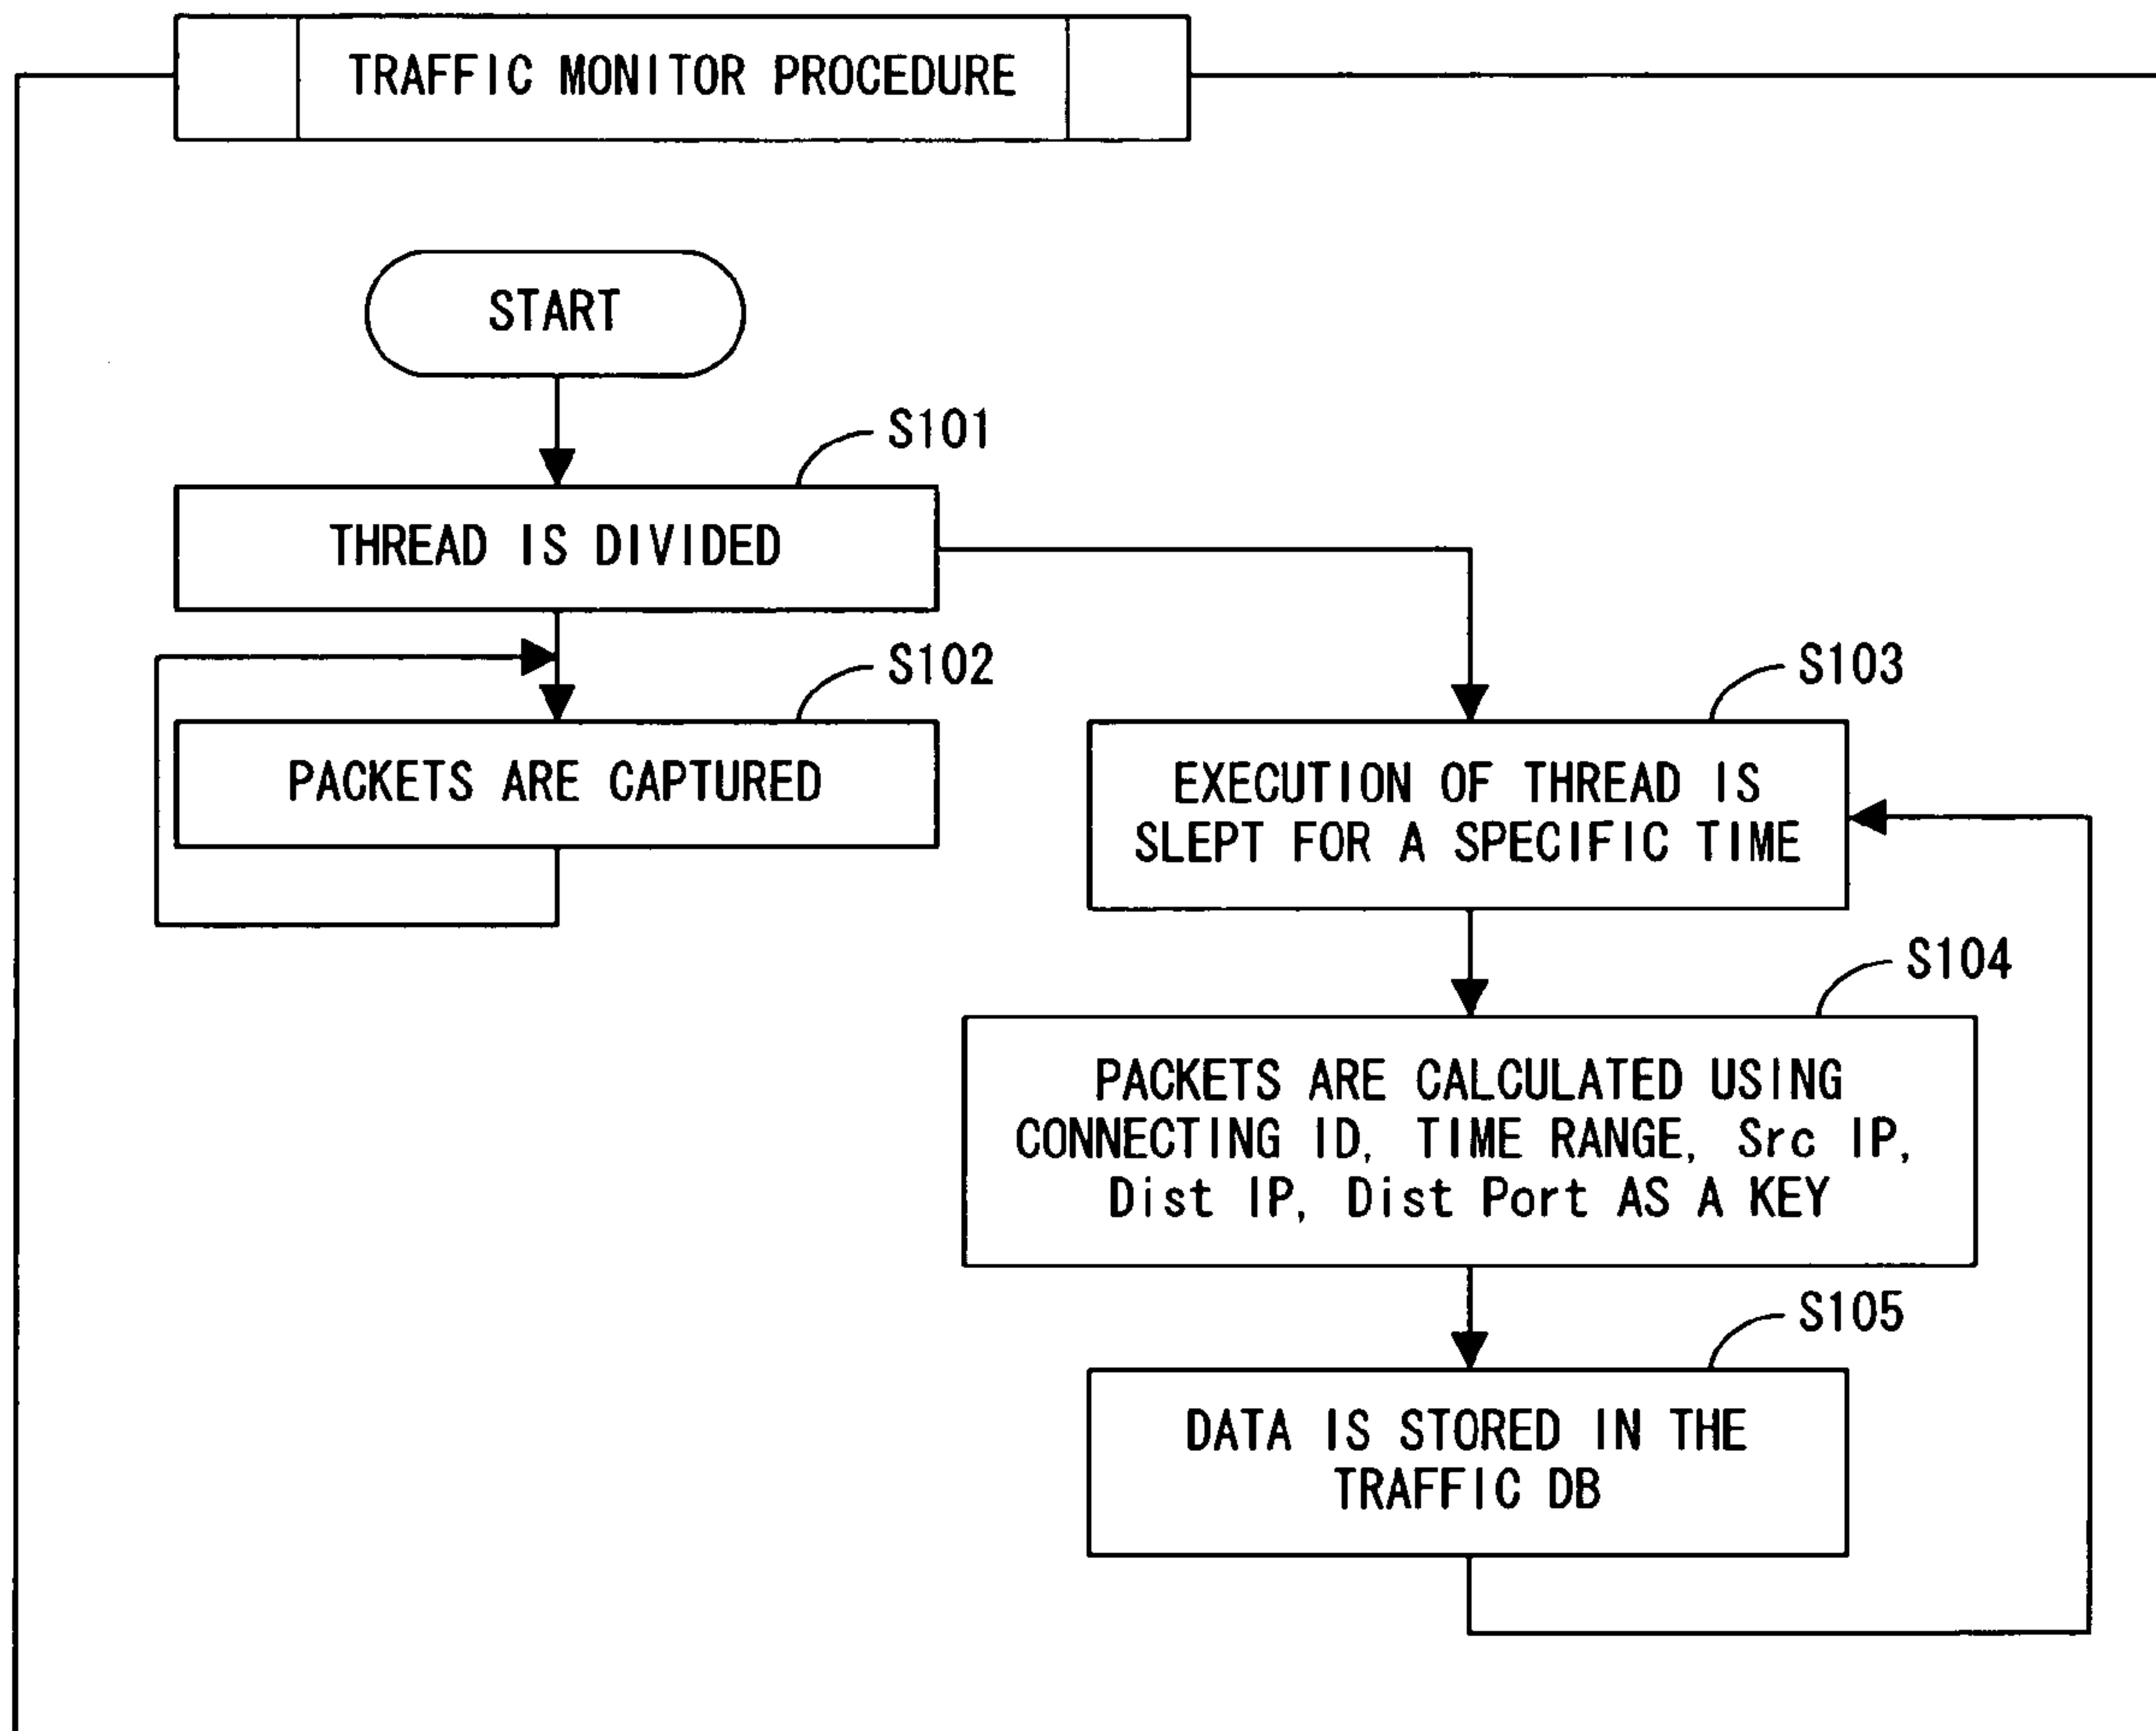 TRAFFIC MONITOR PROCEDURE
START
S101
THREAD IS DIVIDED
S102
PACKETS ARE CAPTURED
S103
EXECUTION OF THREAD IS
SLEPT FOR A SPECIFIC TIME
S104
PACKETS ARE CALCULATED USING
CONNECTING ID, TIME RANGE, Src IP,
Dist IP, Dist Port AS A KEY
S105
DATA IS STORED IN THE
TRAFFIC DB